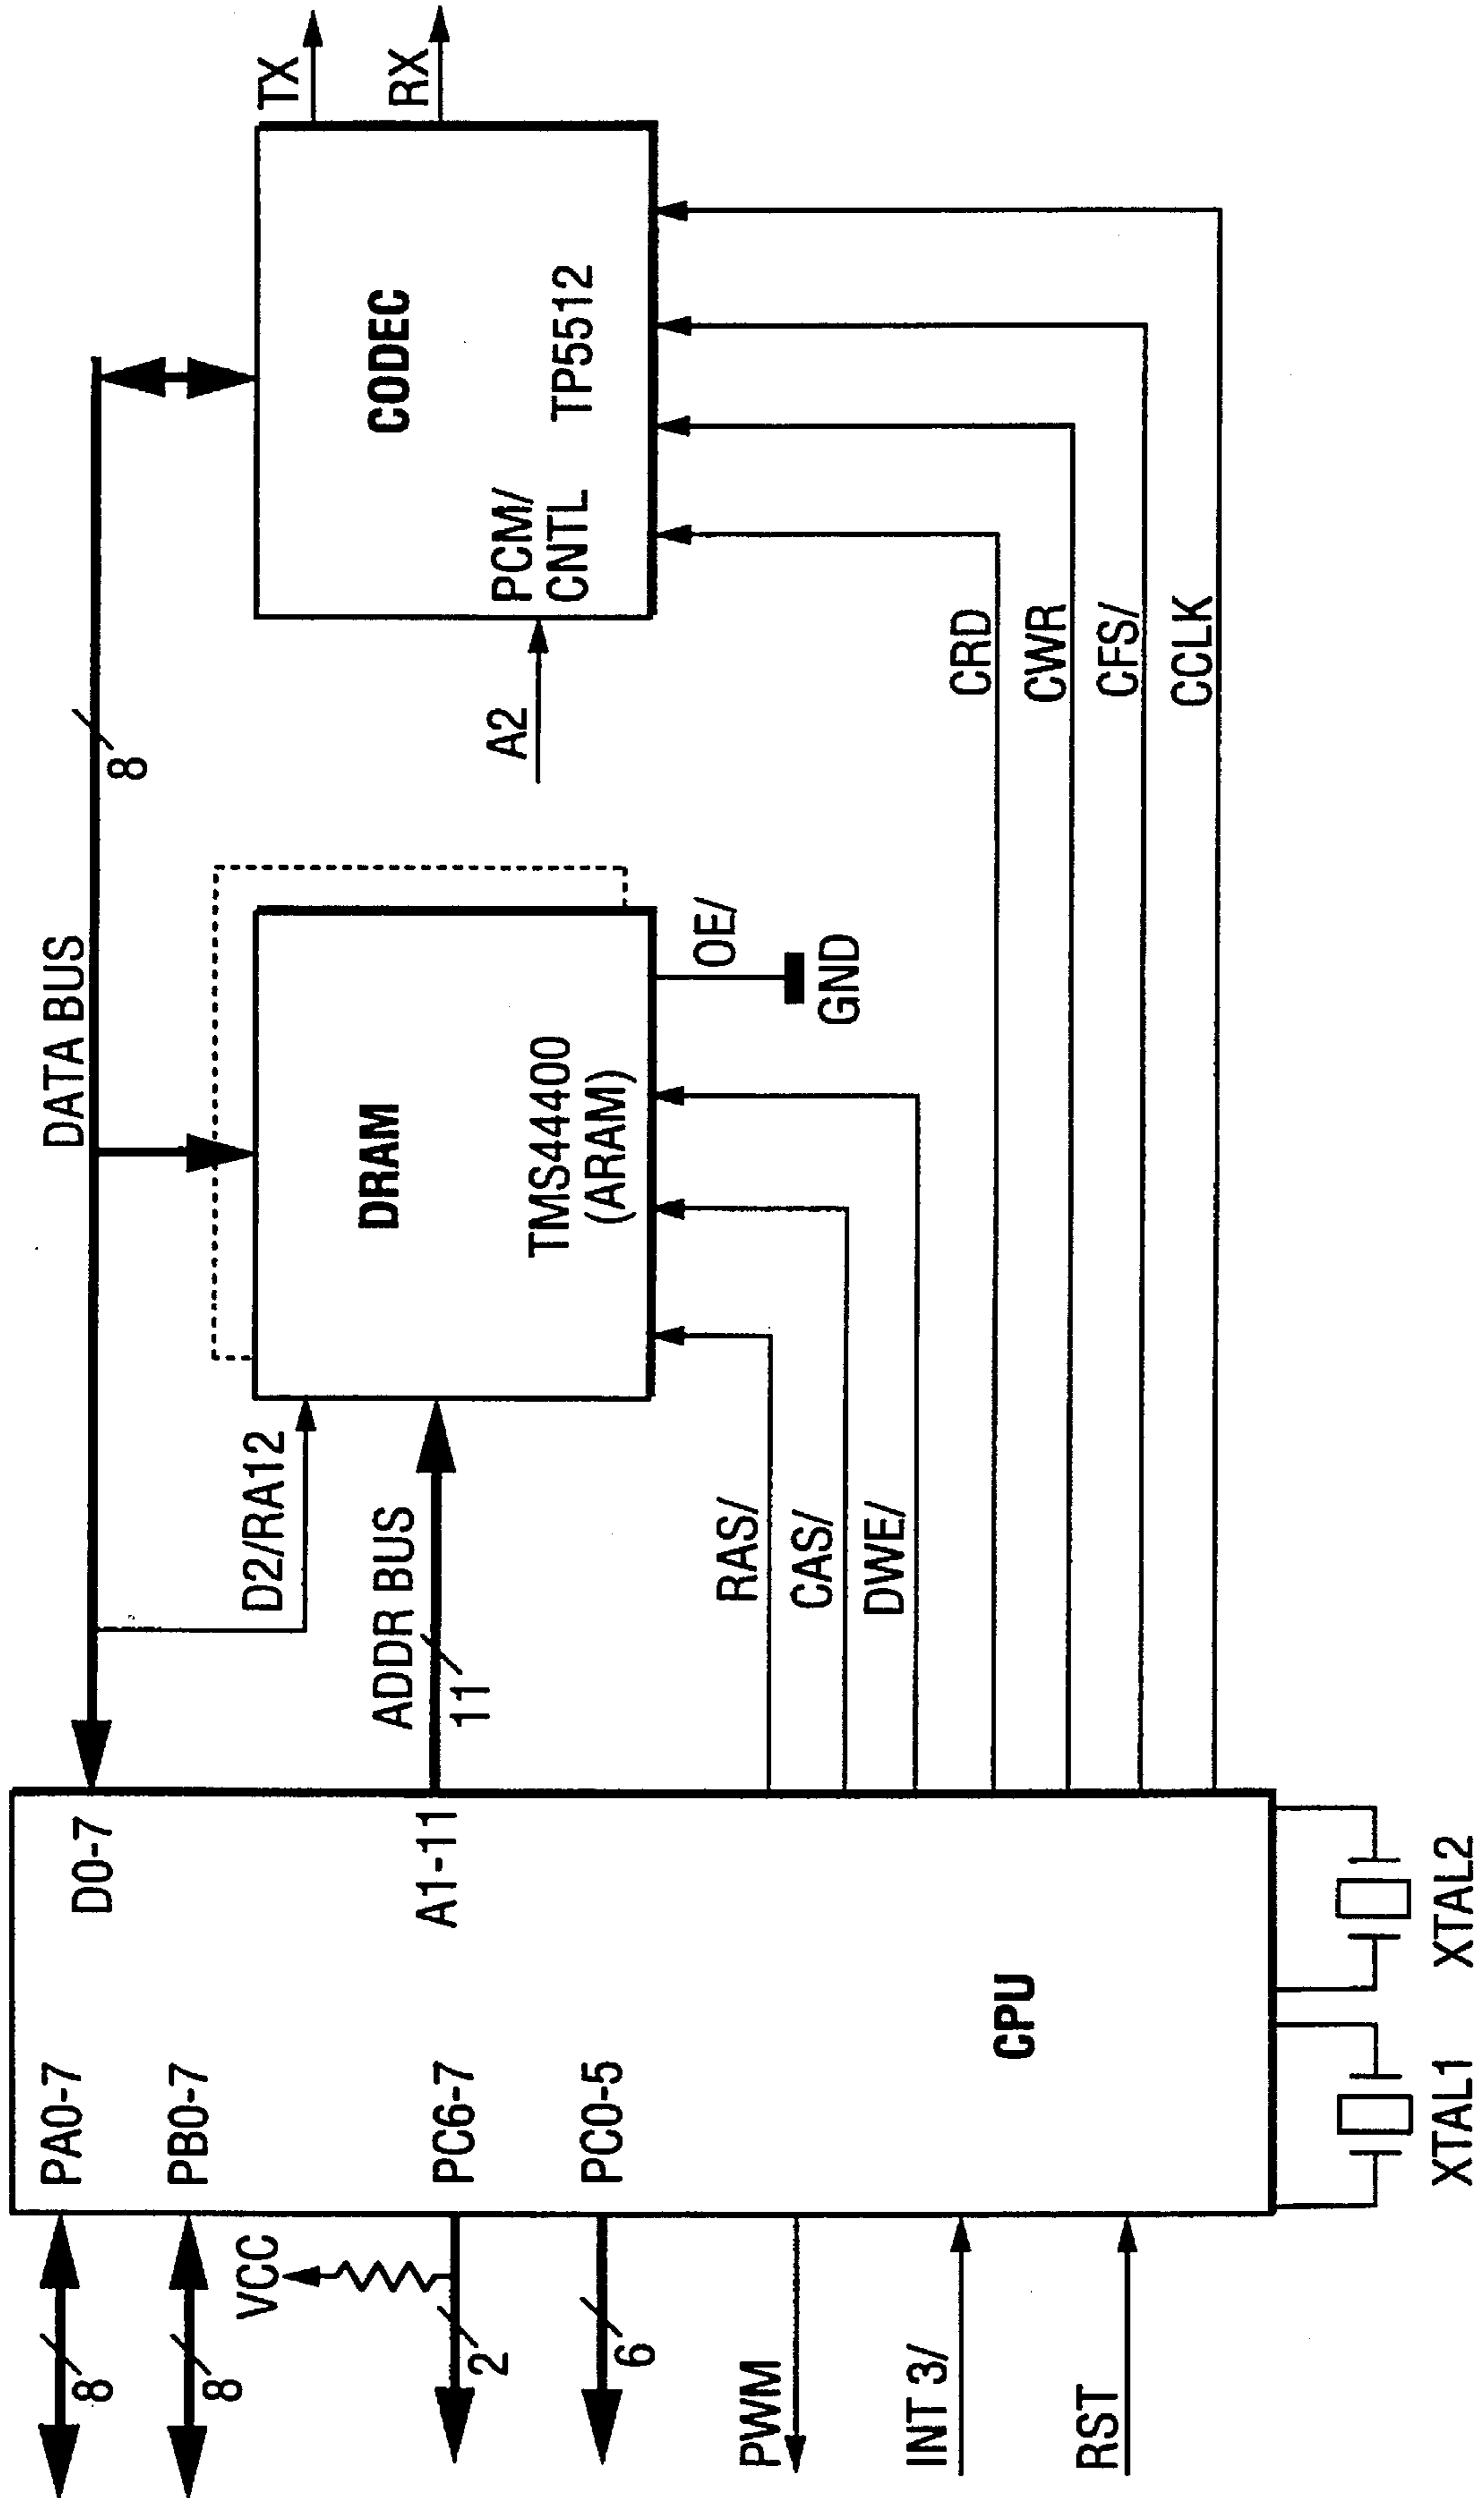 PA0-7
D0-7
8
PB0-7
8
VCC
PC6-7
2
PC0-5
6
PWM
INT 3/
RST
CPU
A1-11
XTAL1
XTAL2
DATA BUS
8
D2/RA12
ADDR BUS
11
DRAM
TMS44400
(ARAM)
OE/
GND
RAS/
CAS/
DWE/
A2
CODEC
PCM/
CNTL
TP5512
TX
RX
CRD
CWR
CFS/
CCLK